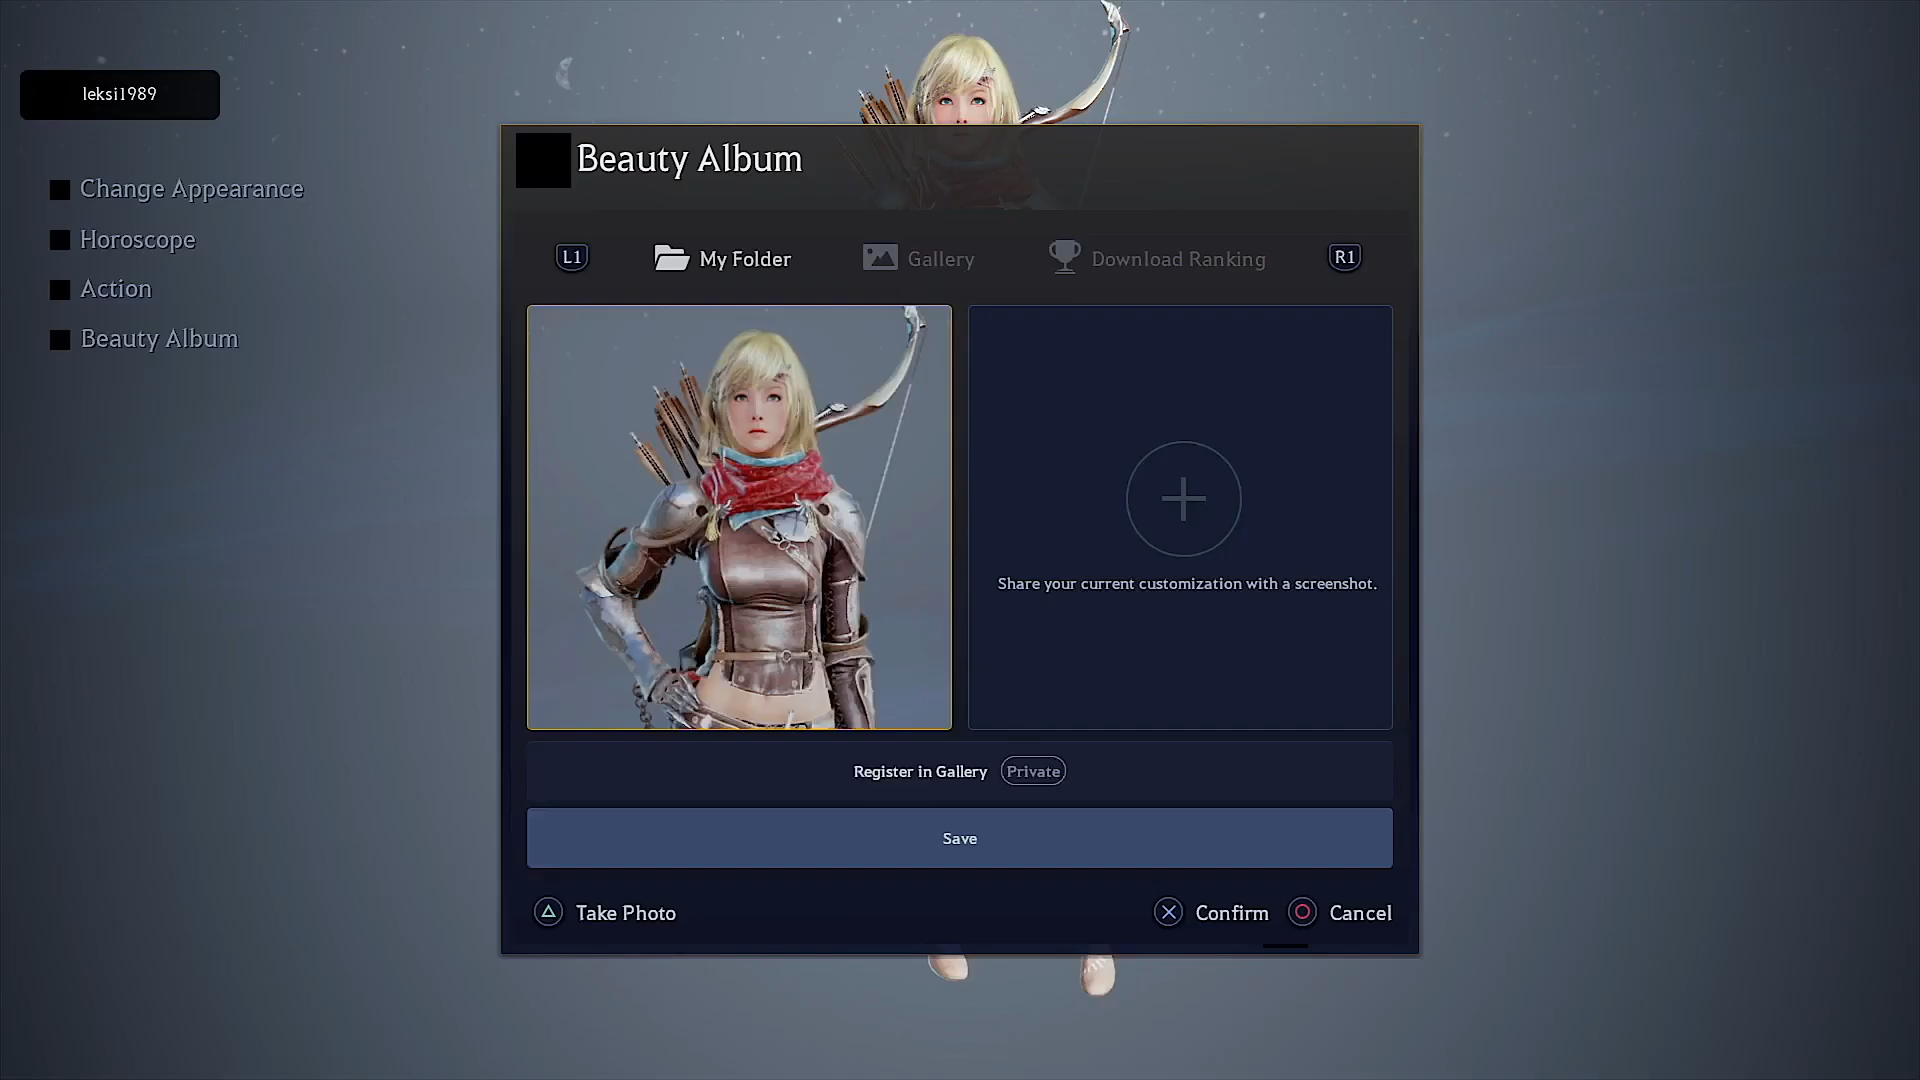 leksi1989
Change Appearance
Horoscope
Action
Beauty Album
Beauty Album
L1 My Folder Gallery Download Ranking R1
Share your current customization with a screenshot.
Register in Gallery Private
Save
Take Photo Confirm Cancel